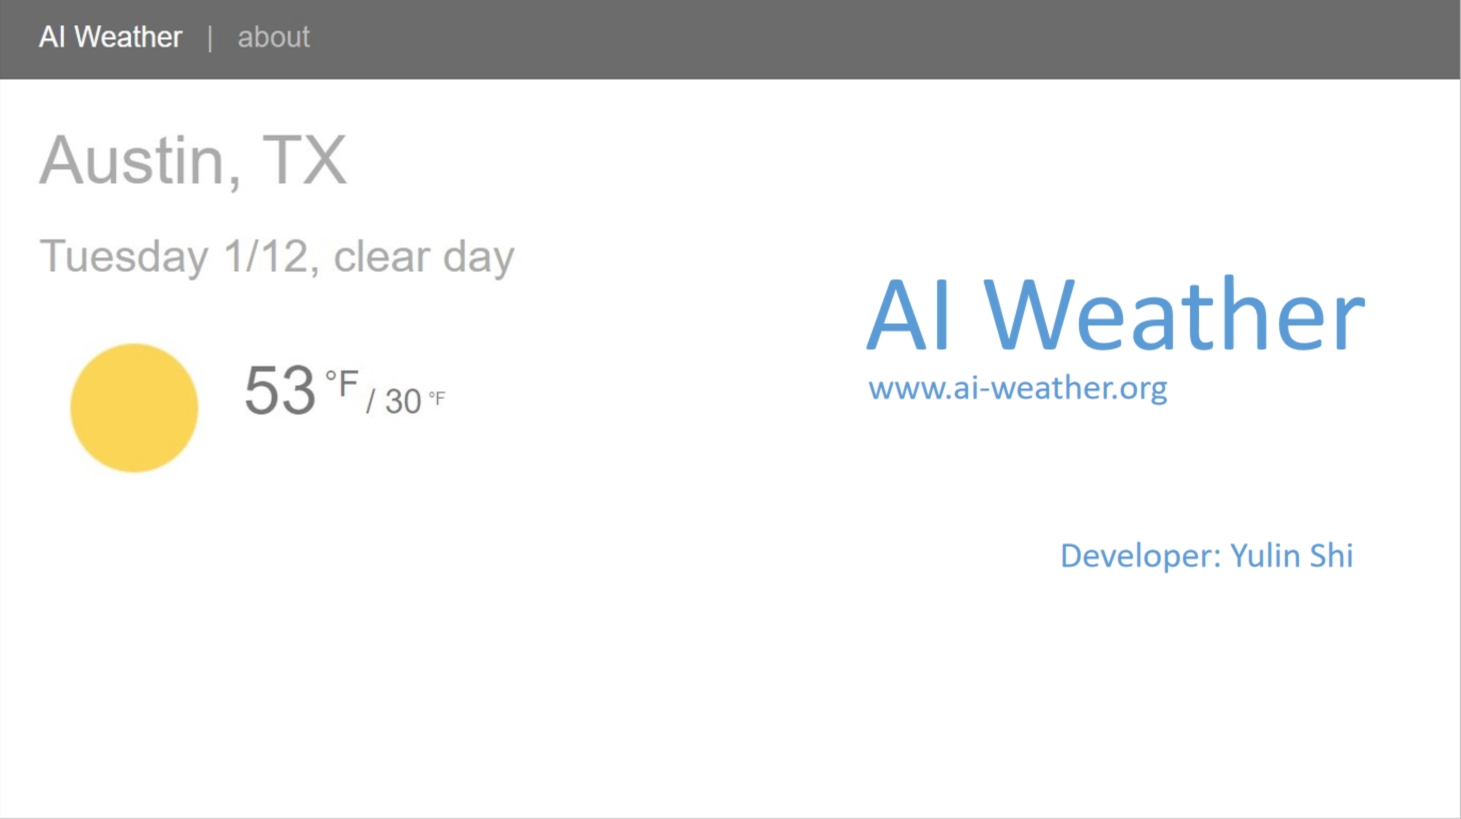 AI Weather | about
Austin, TX
Tuesday 1/12, clear day
53 °F / 30 °F
AI Weather
www.ai-weather.org
Developer: Yulin Shi